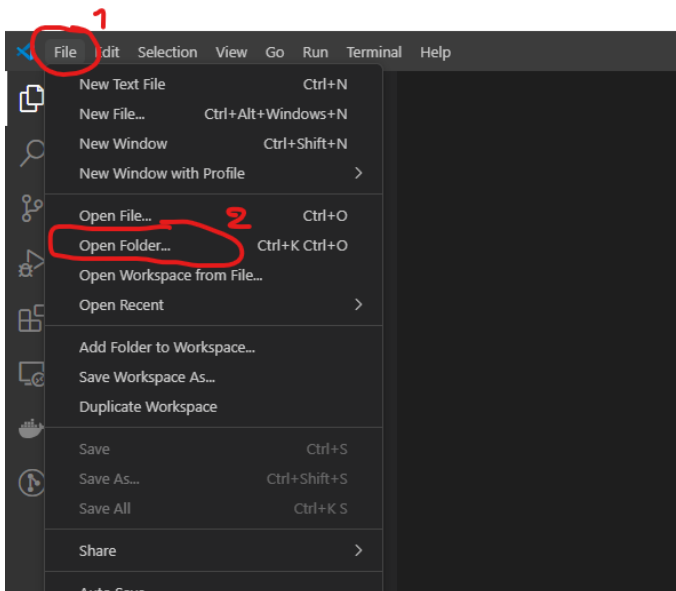 1
File Edit Selection View Go Run Terminal Help
New Text File Ctrl+N
New File... Ctrl+Alt+Windows+N
New Window Ctrl+Shift+N
New Window with Profile >
Open File... Ctrl+O
2
Open Folder... Ctrl+K Ctrl+O
Open Workspace from File...
Open Recent >
Add Folder to Workspace...
Save Workspace As...
Duplicate Workspace
Save Ctrl+S
Save As... Ctrl+Shift+S
Save All Ctrl+K S
Share >
Auto Save